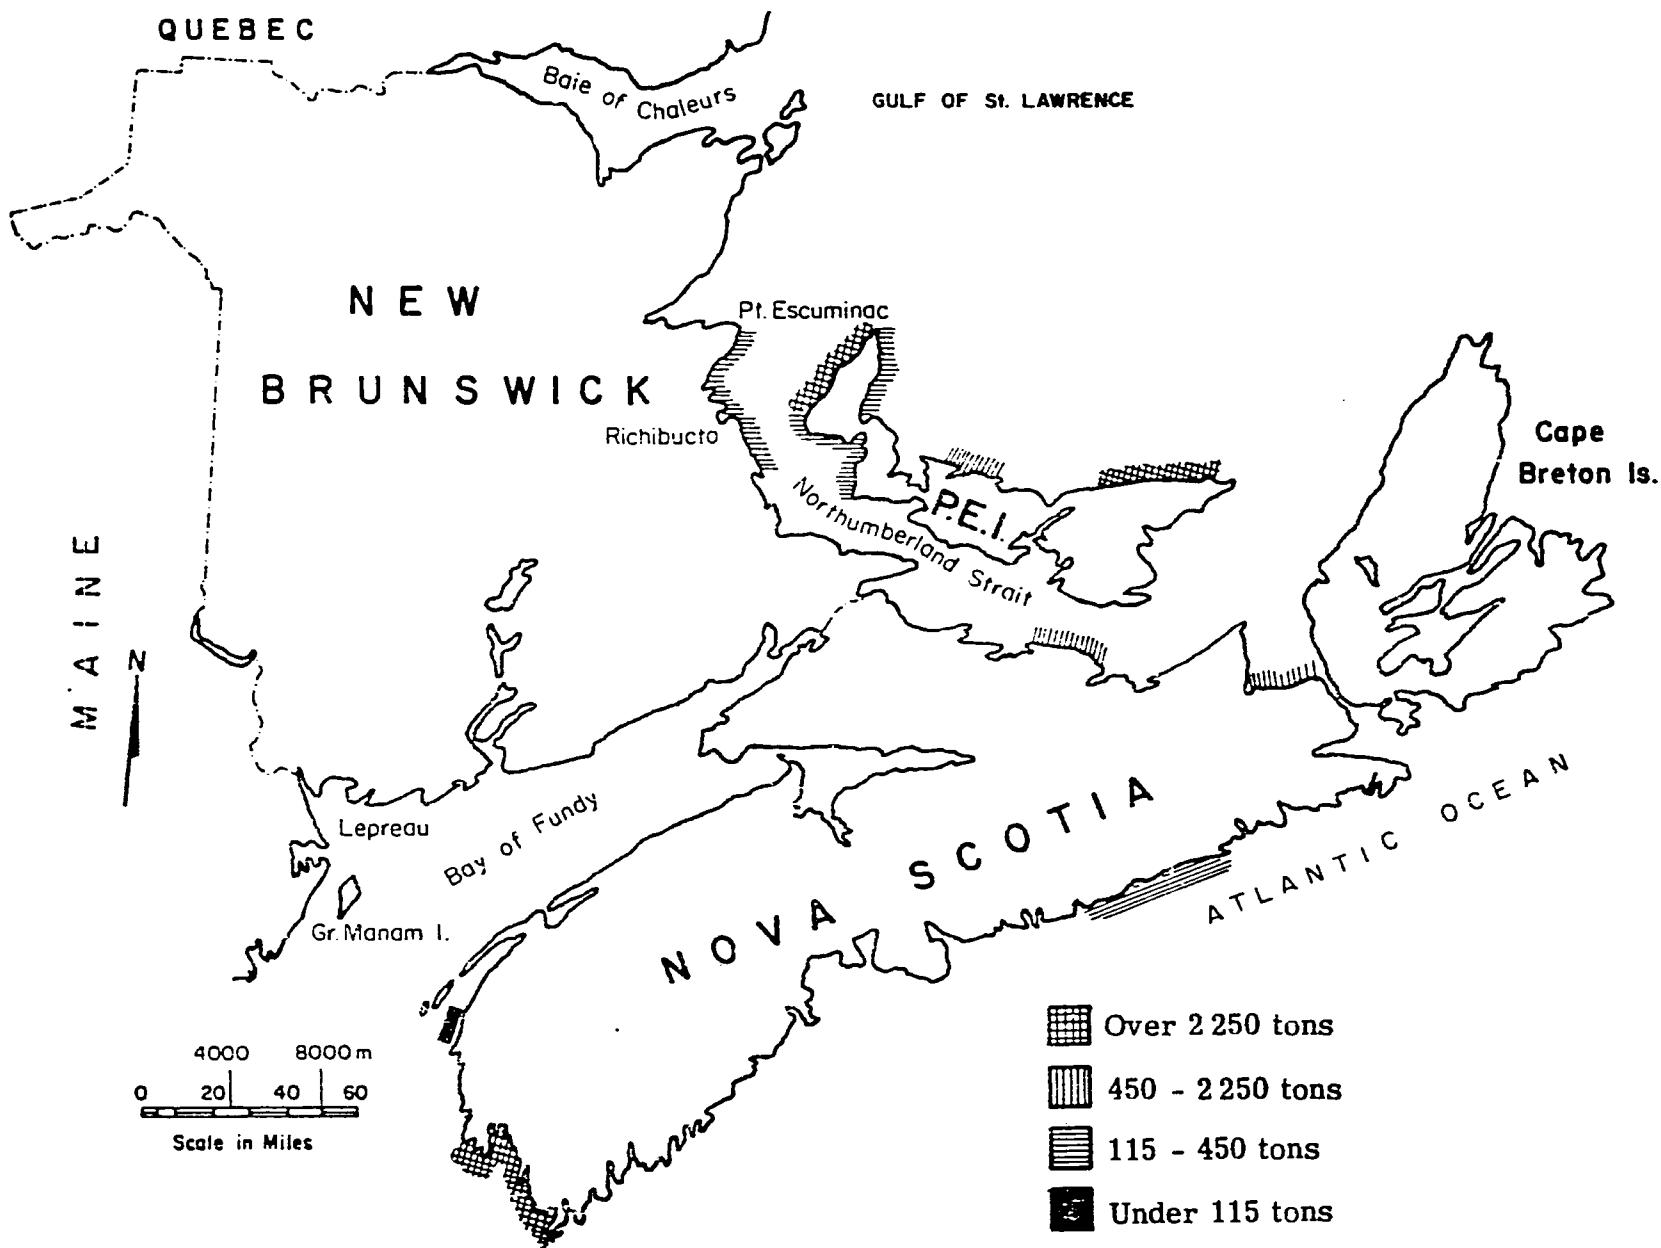 QUEBEC
Baie of Chaleurs
GULF OF St. LAWRENCE
NEW
BRUNSWICK
Pt. Escuminac
Richibucto
Cape
Breton Is.
P.E.I.
Northumberland Strait
MAINE
N
Lepreau
Bay of Fundy
Gr. Manam I.
NOVA SCOTIA
ATLANTIC OCEAN
4000 8000 m
0 20 40 60
Scale in Miles
Over 2 250 tons
450 - 2 250 tons
115 - 450 tons
Under 115 tons